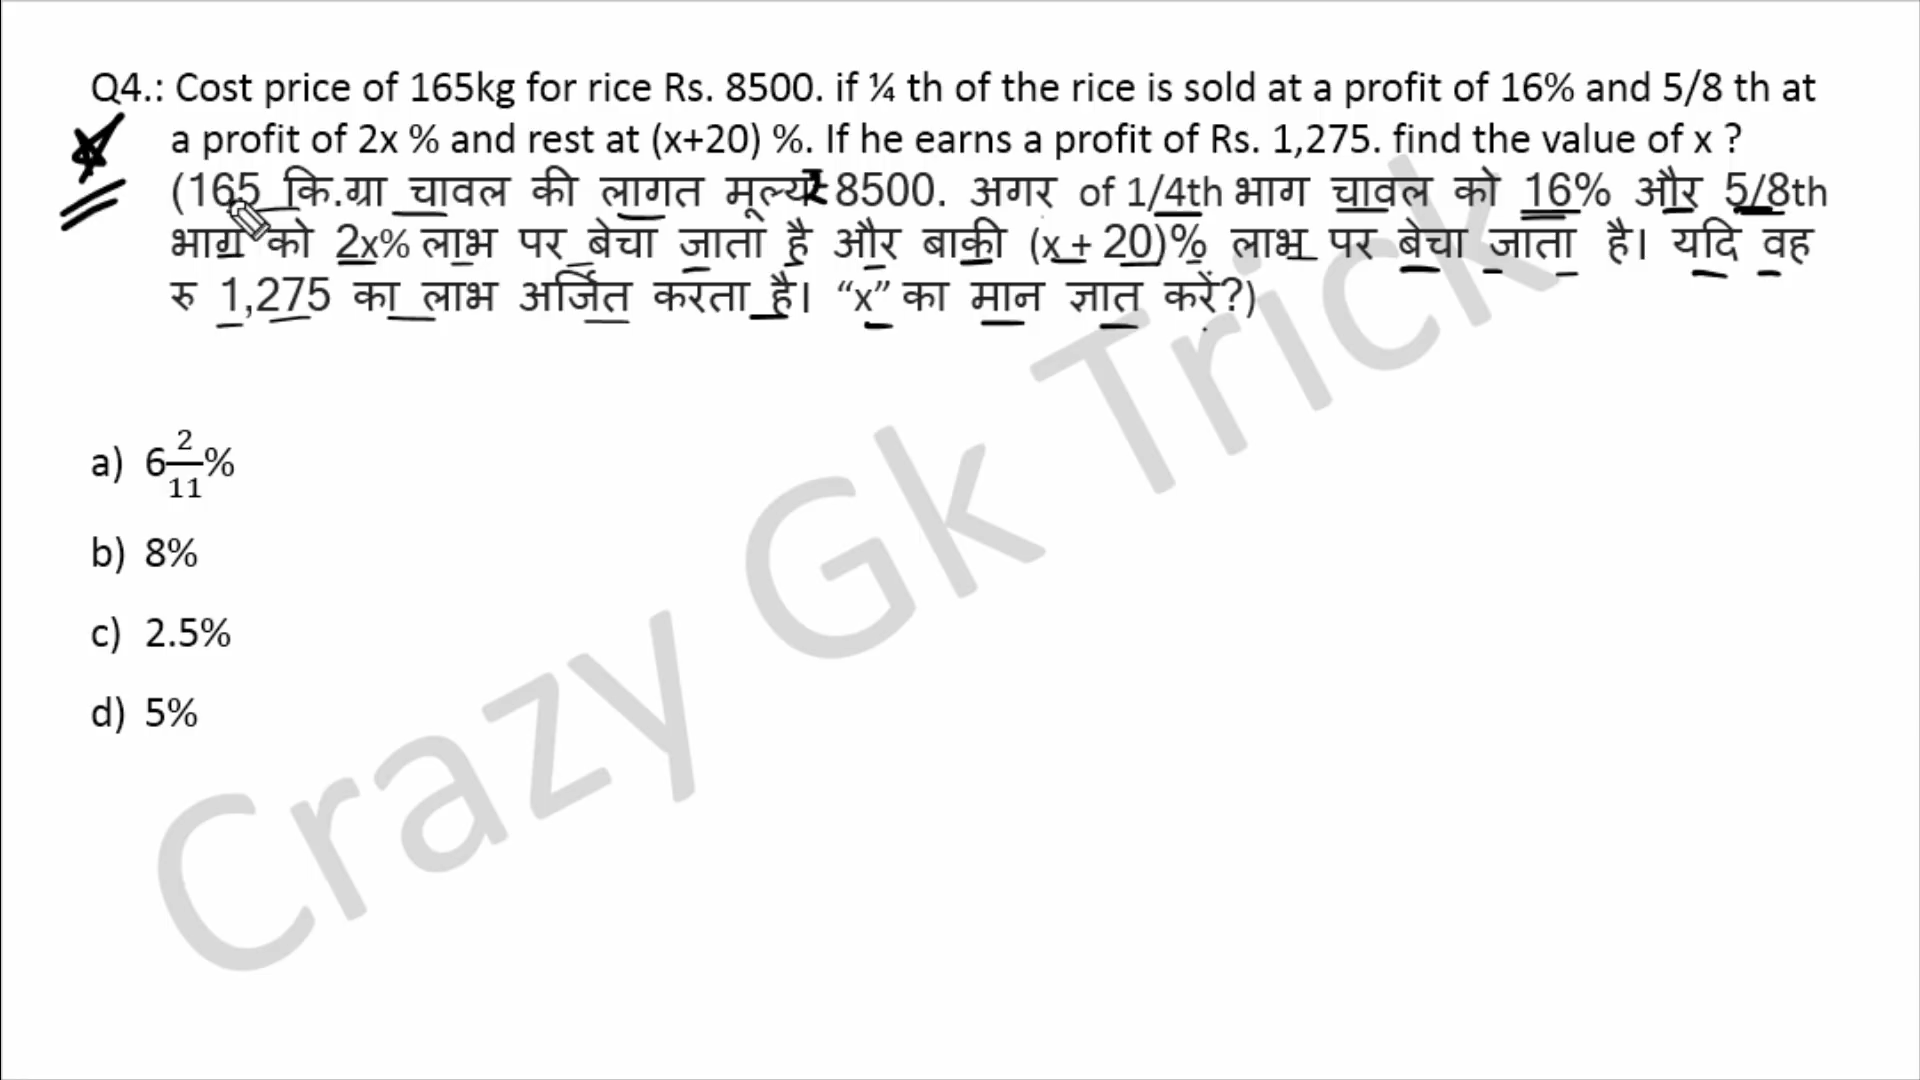 Q4.: Cost price of 165kg for rice Rs. 8500. if ¼ th of the rice is sold at a profit of 16% and 5/8 th at
a profit of 2x % and rest at (x+20) %. If he earns a profit of Rs. 1,275. find the value of x ?
(165 कि.ग्रा चावल की लागत मूल्य 8500. अगर of 1/4th भाग चावल को 16% और 5/8th
भाग को 2x% लाभ पर बेचा जाता है और बाकी (x + 20)% लाभ पर बेचा जाता है। यदि वह
रु 1,275 का लाभ अर्जित करता है। “x” का मान ज्ञात करें?)
a) 6 2/11%
b) 8%
c) 2.5%
d) 5%
Crazy Gk Trick